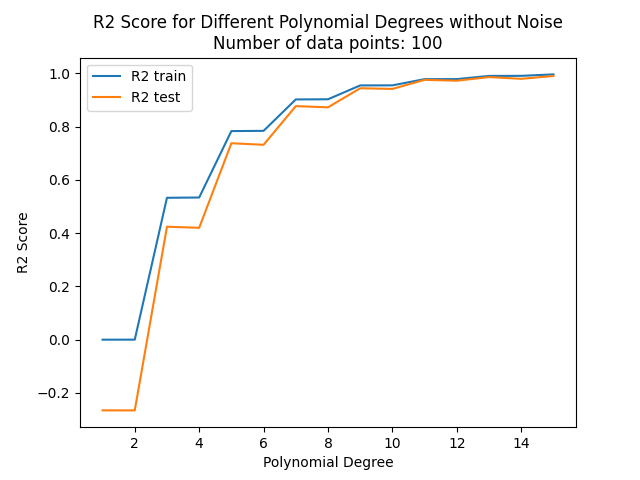 R2 Score for Different Polynomial Degrees without Noise
Number of data points: 100
R2 train
R2 test
1.0
0.8
0.6
0.4
0.2
0.0
−0.2
R2 Score
2 4 6 8 10 12 14
Polynomial Degree